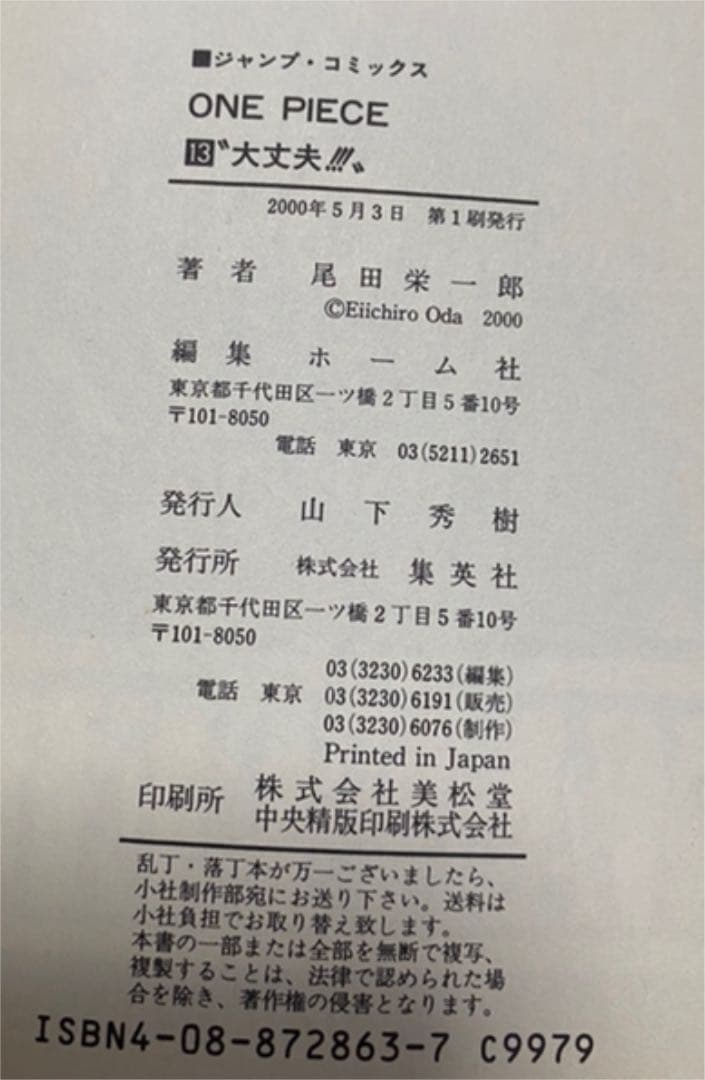 ■ジャンプ・コミックス
ONE PIECE
13〝大丈夫!!!〟
2000年5月3日 第1刷発行
著者 尾田栄一郎
©Eiichiro Oda 2000
編集 ホーム社
東京都千代田区一ツ橋2丁目5番10号
〒101-8050
電話 東京 03(5211)2651
発行人 山下秀樹
発行所 株式会社 集英社
東京都千代田区一ツ橋2丁目5番10号
〒101-8050
03(3230)6233(編集)
電話 東京 03(3230)6191(販売)
03(3230)6076(制作)
Printed in Japan
印刷所 株式会社美松堂
中央精版印刷株式会社
乱丁・落丁本が万一ございましたら、
小社制作部宛にお送り下さい。送料は
小社負担でお取り替え致します。
本書の一部または全部を無断で複写、
複製することは、法律で認められた場
合を除き、著作権の侵害となります。
ISBN4-08-872863-7 C9979